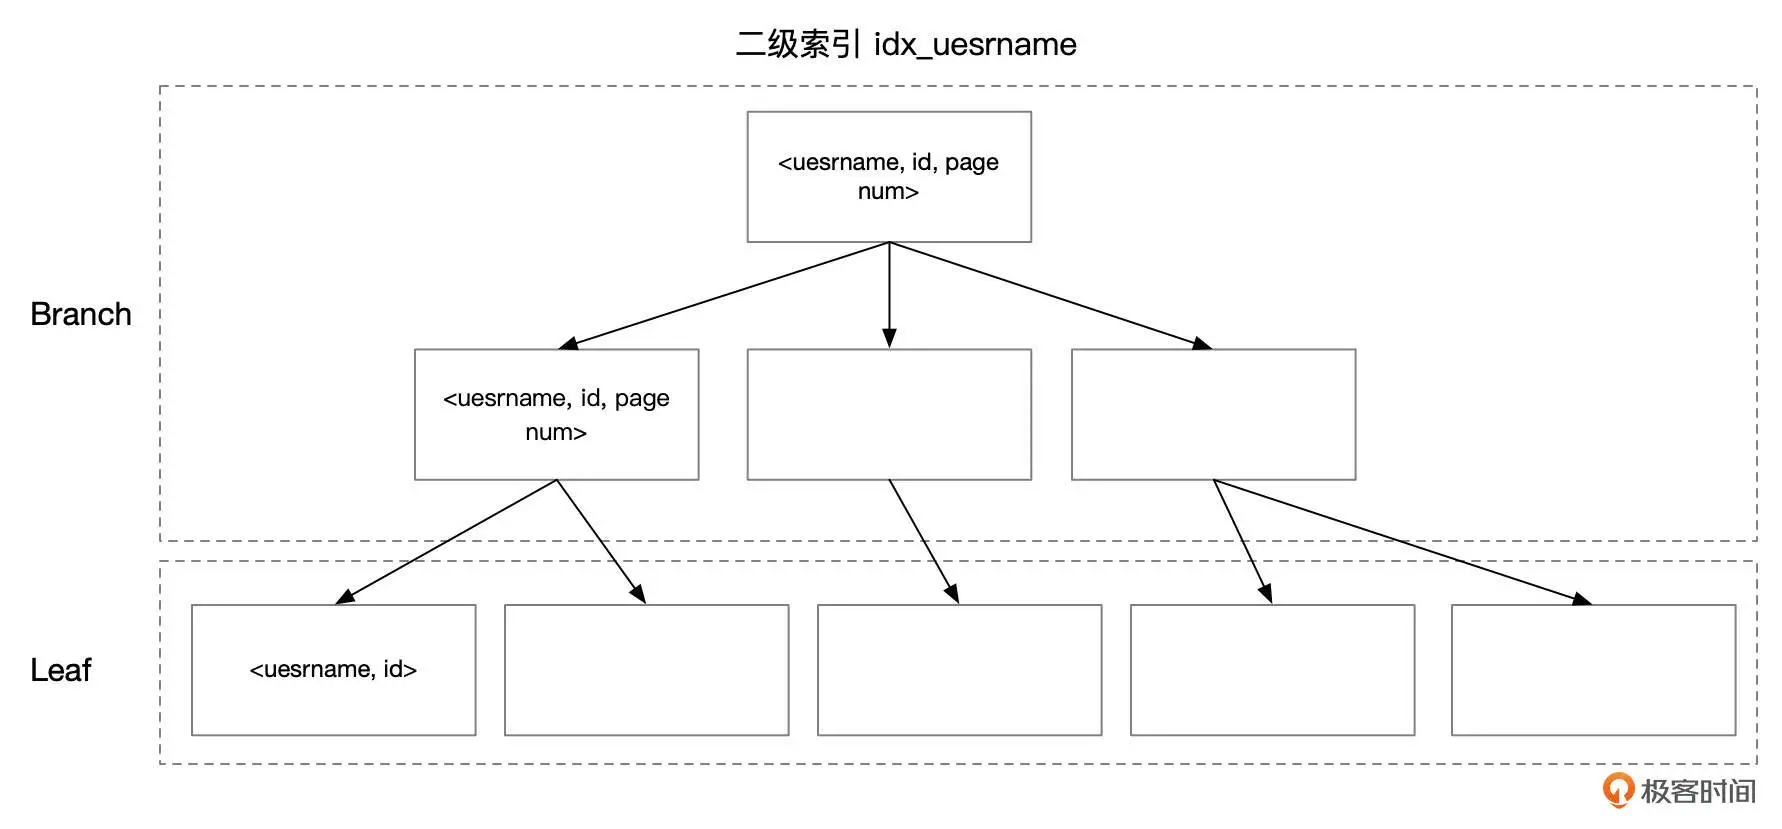 二级索引 idx_uesrname
<uesrname, id, page
num>
Branch
<uesrname, id, page
num>
Leaf
<uesrname, id>
极客时间